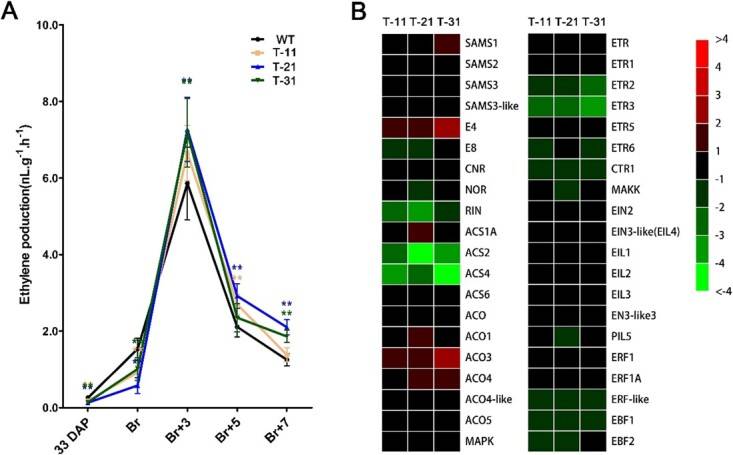 A
Ethylene poduction(nL.g⁻¹.h⁻¹)
10.0
8.0
6.0
4.0
2.0
0.0
WT
T-11
T-21
T-31
**
**
**
**
**
**
**
33 DAP
Br
Br+3
Br+5
Br+7
B
T-11 T-21 T-31
SAMS1
SAMS2
SAMS3
SAMS3-like
E4
E8
CNR
NOR
RIN
ACS1A
ACS2
ACS4
ACS6
ACO
ACO1
ACO3
ACO4
ACO4-like
ACO5
MAPK
T-11 T-21 T-31
ETR
ETR1
ETR2
ETR3
ETR5
ETR6
CTR1
MAKK
EIN2
EIN3-like(EIL4)
EIL1
EIL2
EIL3
EN3-like3
PIL5
ERF1
ERF1A
ERF-like
EBF1
EBF2
>4
4
3
2
1
-1
-2
-3
-4
<-4